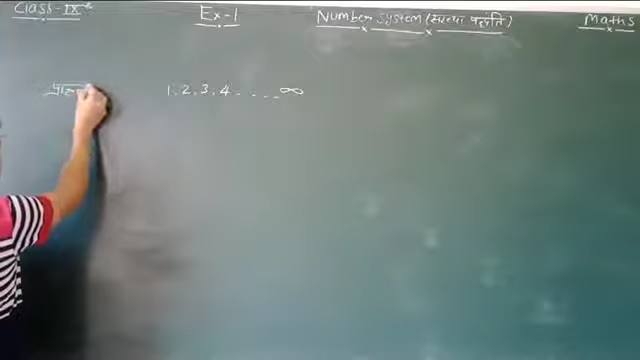 Class-IX Ex-1 Number System (संख्या पद्धति) Maths
1, 2, 3, 4 . . . . ∞